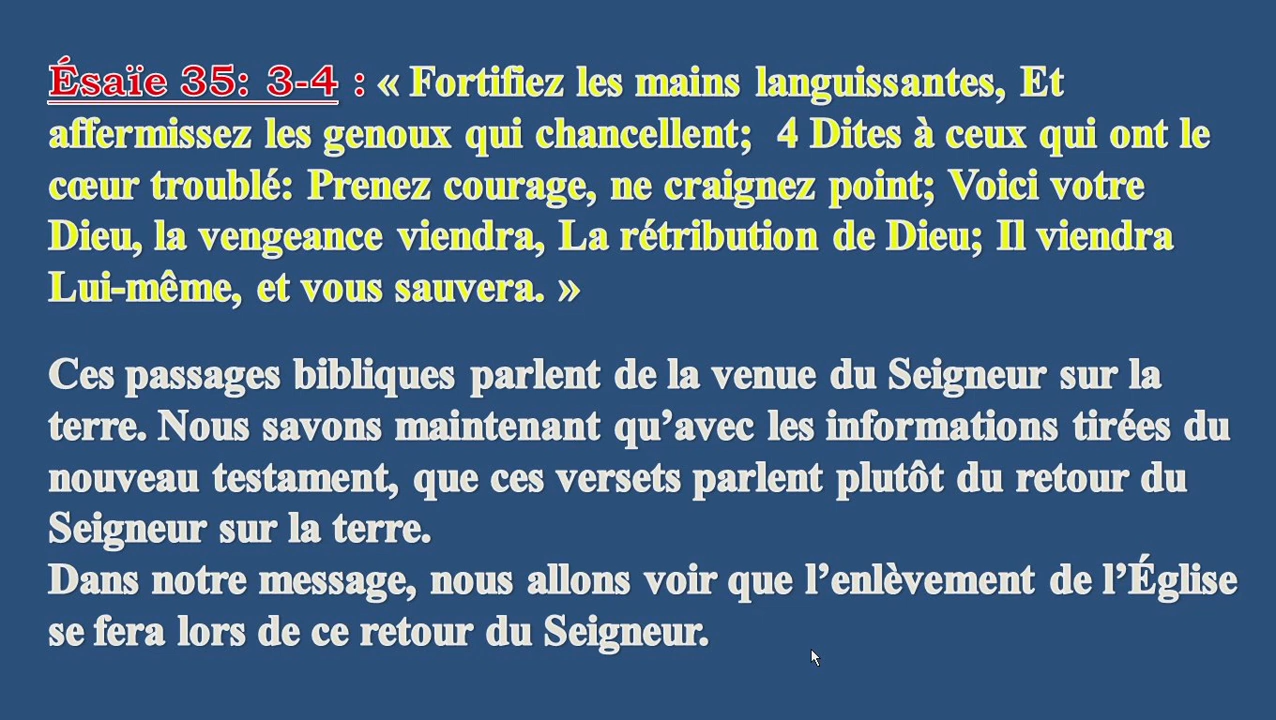 Ésaïe 35: 3-4 : « Fortifiez les mains languissantes, Et
affermissez les genoux qui chancellent; 4 Dites à ceux qui ont le
cœur troublé: Prenez courage, ne craignez point; Voici votre
Dieu, la vengeance viendra, La rétribution de Dieu; Il viendra
Lui-même, et vous sauvera. »
Ces passages bibliques parlent de la venue du Seigneur sur la
terre. Nous savons maintenant qu’avec les informations tirées du
nouveau testament, que ces versets parlent plutôt du retour du
Seigneur sur la terre.
Dans notre message, nous allons voir que l’enlèvement de l’Église
se fera lors de ce retour du Seigneur.